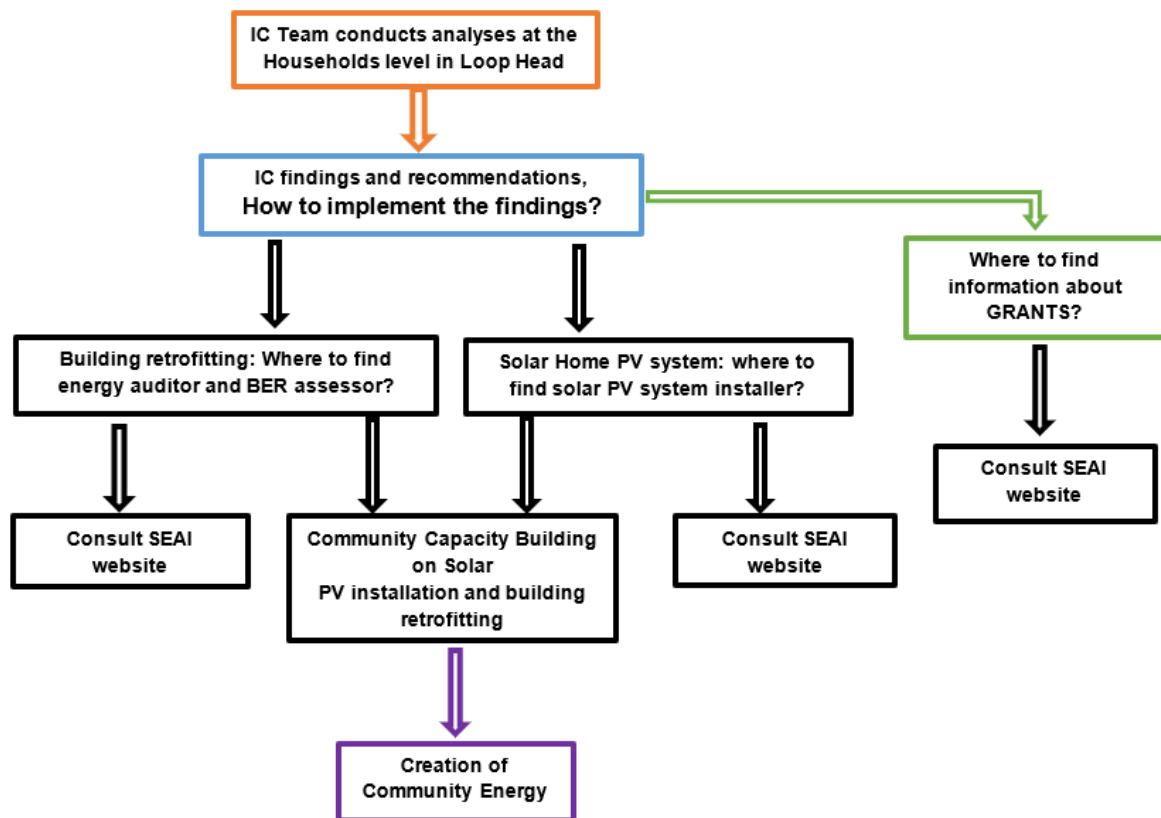 IC Team conducts analyses at the
Households level in Loop Head
IC findings and recommendations,
How to implement the findings?
Where to find
information about
GRANTS?
Building retrofitting: Where to find
energy auditor and BER assessor?
Solar Home PV system: where to
find solar PV system installer?
Consult SEAI
website
Consult SEAI
website
Community Capacity Building
on Solar
PV installation and building
retrofitting
Consult SEAI
website
Creation of
Community Energy